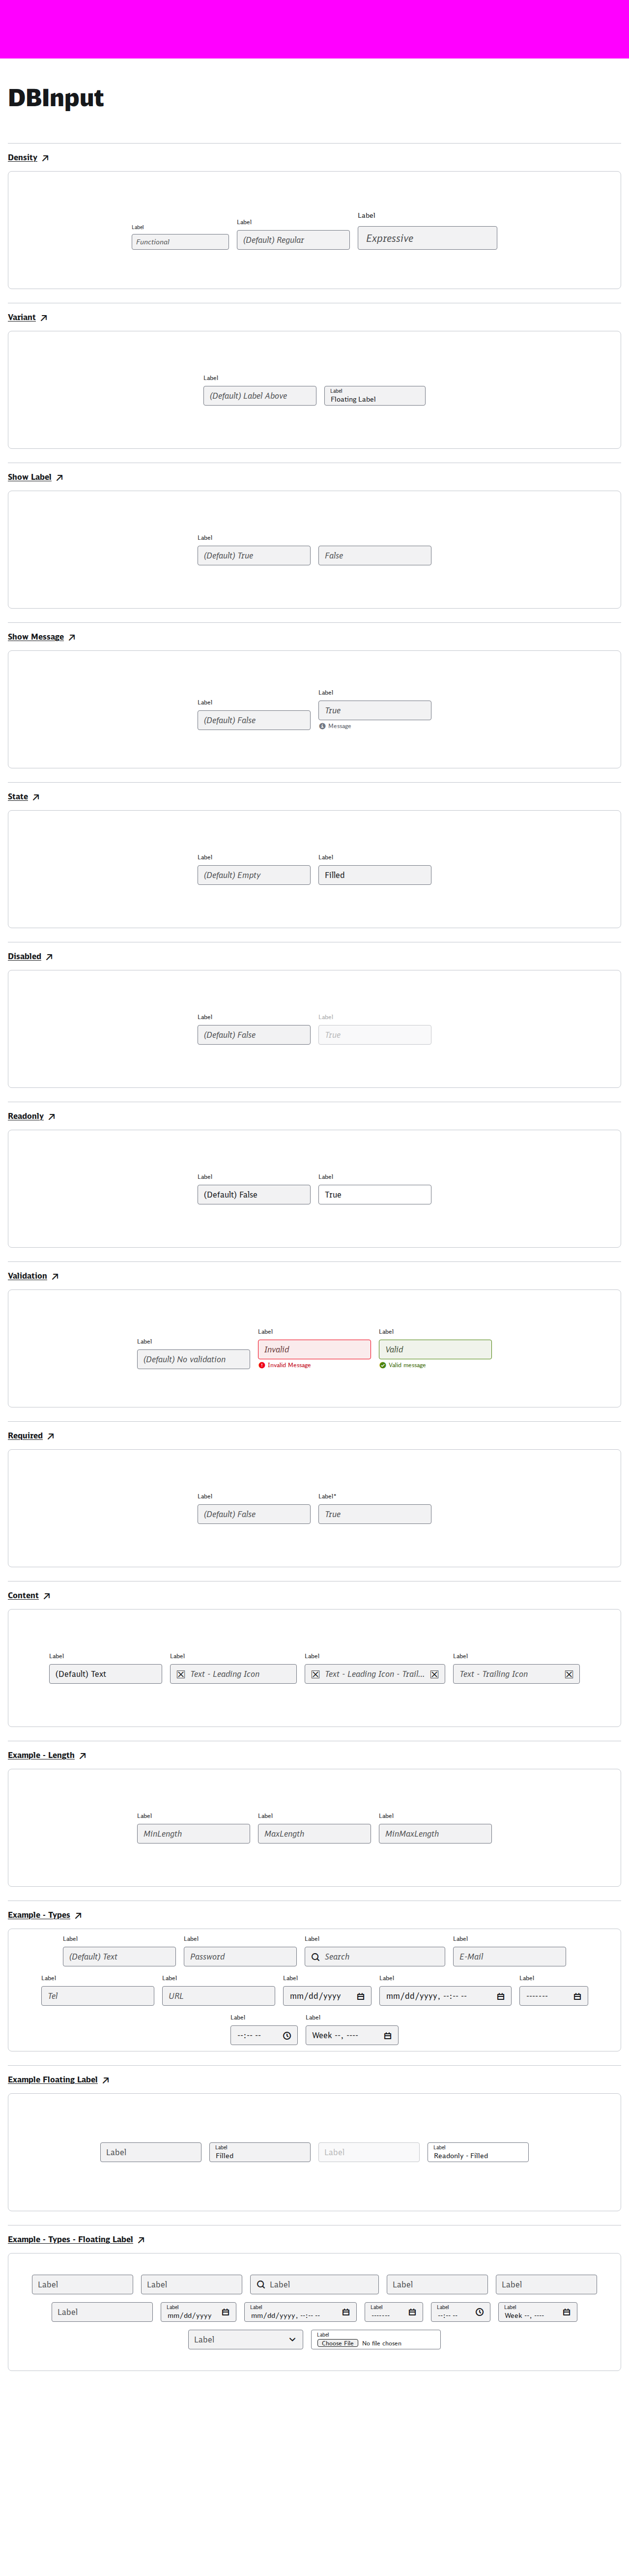 DBInput
Density
Label
Label
Label
Functional
(Default) Regular
Expressive
Variant
Label
(Default) Label Above
Label
Floating Label
Show Label
Label
(Default) True
False
Show Message
Label
Label
(Default) False
True
Message
State
Label
Label
(Default) Empty
Filled
Disabled
Label
Label
(Default) False
True
Readonly
Label
Label
(Default) False
True
Validation
Label
Label
Label
(Default) No validation
Invalid
Valid
Invalid Message
Valid message
Required
Label
Label*
(Default) False
True
Content
Label
Label
Label
Label
(Default) Text
Text - Leading Icon
Text - Leading Icon - Trail...
Text - Trailing Icon
Example - Length
Label
Label
Label
MinLength
MaxLength
MinMaxLength
Example - Types
Label
Label
Label
Label
(Default) Text
Password
Search
E-Mail
Label
Label
Label
Label
Label
Tel
URL
mm/dd/yyyy
mm/dd/yyyy, --:-- --
-------
Label
Label
--:-- --
Week --, ----
Example Floating Label
Label
Label
Filled
Label
Label
Readonly - Filled
Example - Types - Floating Label
Label
Label
Label
Label
Label
Label
Label
mm/dd/yyyy
Label
mm/dd/yyyy, --:-- --
Label
-------
Label
--:-- --
Label
Week --, ----
Label
Label
Choose File No file chosen